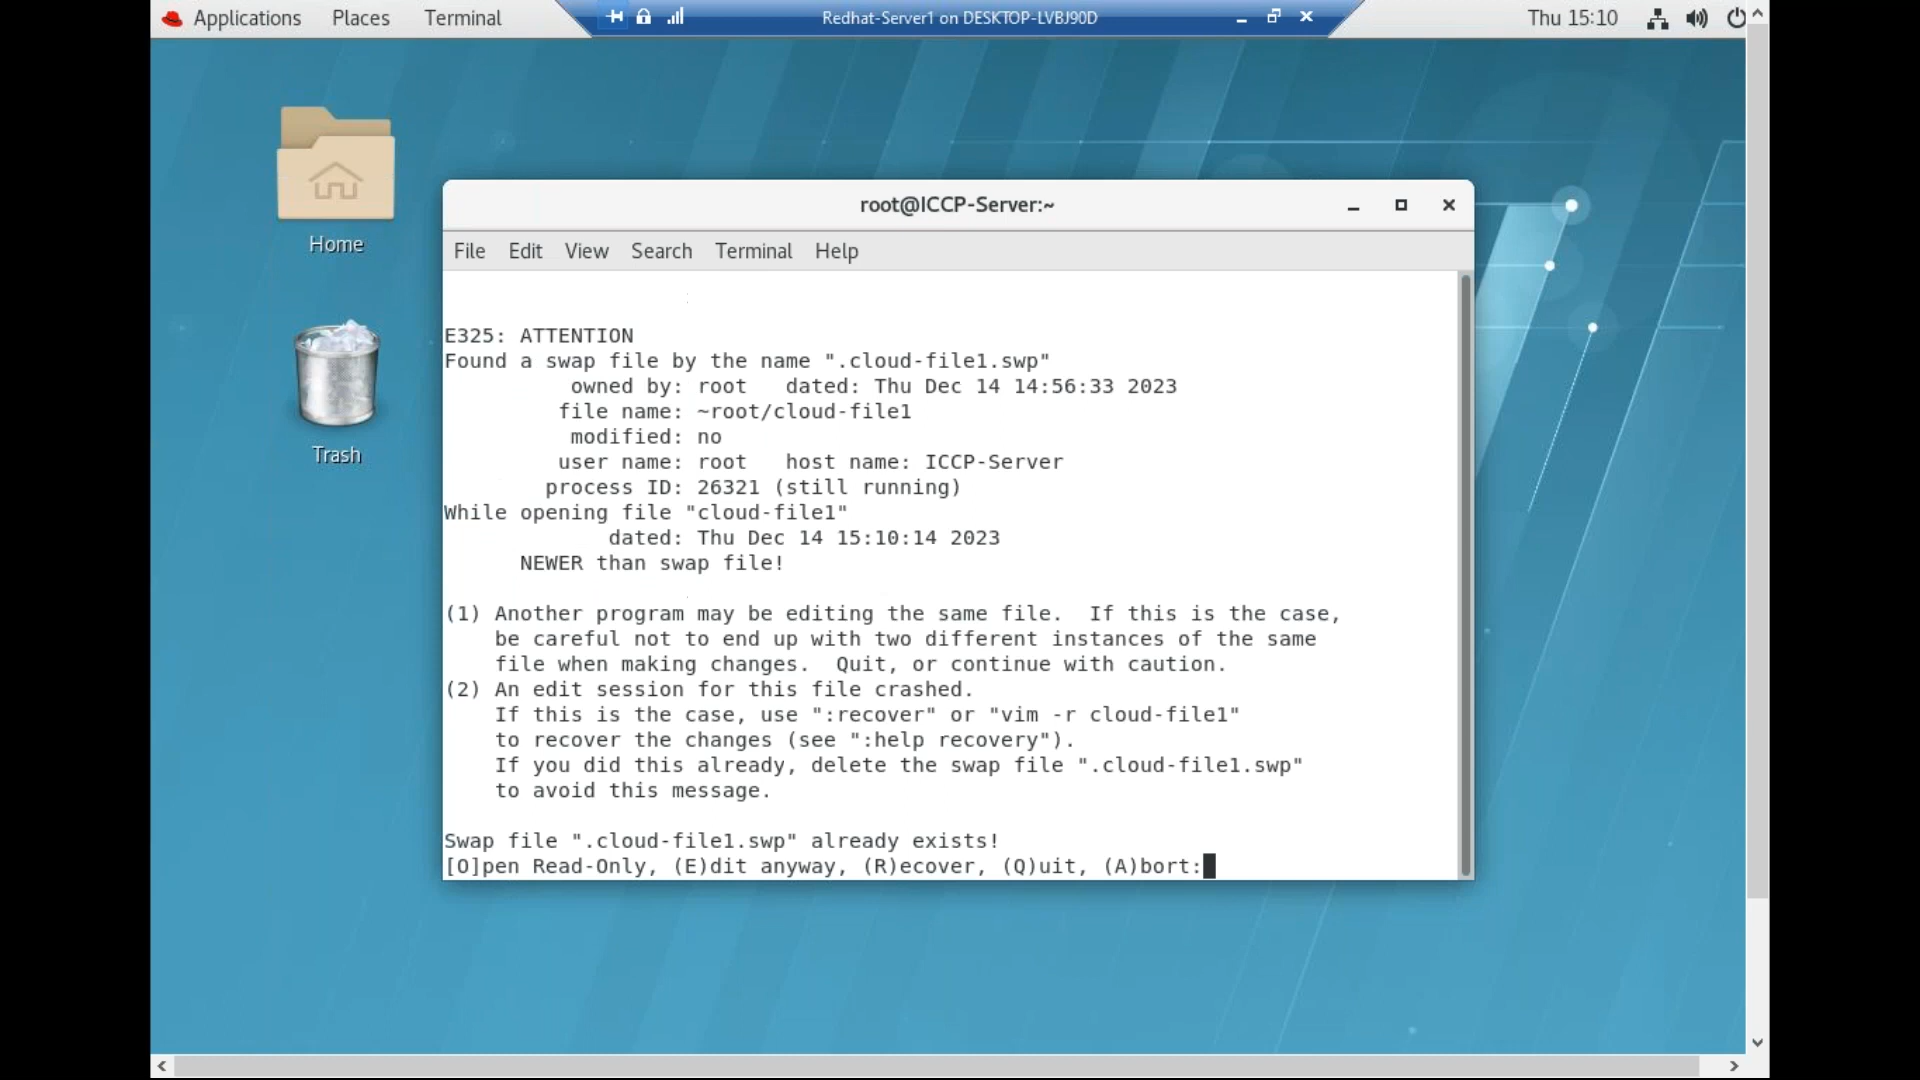 Applications Places Terminal
Redhat-Server1 on DESKTOP-LVBJ90D
Thu 15:10
Home
Trash
root@ICCP-Server:~
File Edit View Search Terminal Help
E325: ATTENTION
Found a swap file by the name ".cloud-file1.swp"
owned by: root   dated: Thu Dec 14 14:56:33 2023
file name: ~root/cloud-file1
modified: no
user name: root   host name: ICCP-Server
process ID: 26321 (still running)
While opening file "cloud-file1"
dated: Thu Dec 14 15:10:14 2023
NEWER than swap file!
(1) Another program may be editing the same file.  If this is the case,
be careful not to end up with two different instances of the same
file when making changes.  Quit, or continue with caution.
(2) An edit session for this file crashed.
If this is the case, use ":recover" or "vim -r cloud-file1"
to recover the changes (see ":help recovery").
If you did this already, delete the swap file ".cloud-file1.swp"
to avoid this message.
Swap file ".cloud-file1.swp" already exists!
[O]pen Read-Only, (E)dit anyway, (R)ecover, (Q)uit, (A)bort: